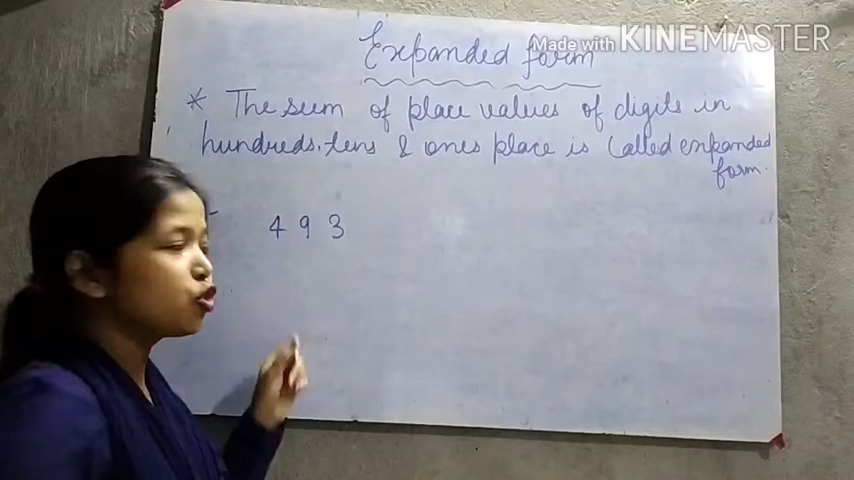 Made with KINEMASTER
Expanded form
* The sum of place values of digits in
hundreds, tens & ones place is called expanded
form.
4 9 3